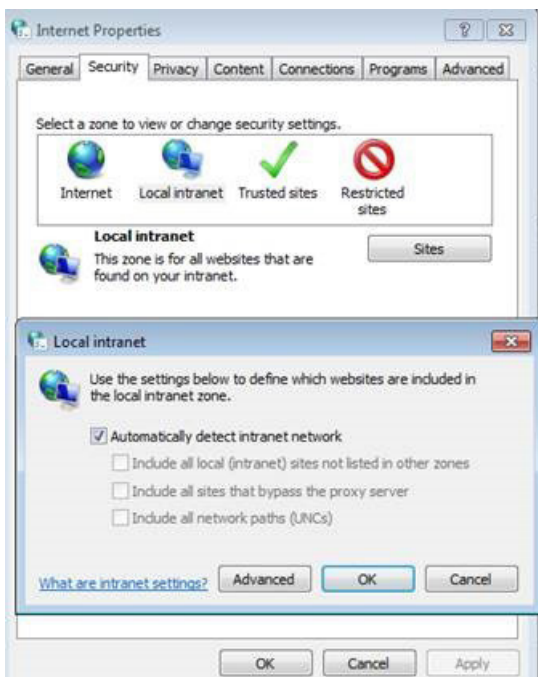 Internet Properties
General Security Privacy Content Connections Programs Advanced
Select a zone to view or change security settings.
Internet Local intranet Trusted sites Restricted
sites
Local intranet
This zone is for all websites that are
found on your intranet.
Sites
Local intranet
Use the settings below to define which websites are included in
the local intranet zone.
Automatically detect intranet network
Include all local (intranet) sites not listed in other zones
Include all sites that bypass the proxy server
Include all network paths (UNCs)
What are intranet settings? Advanced OK Cancel
OK Cancel Apply